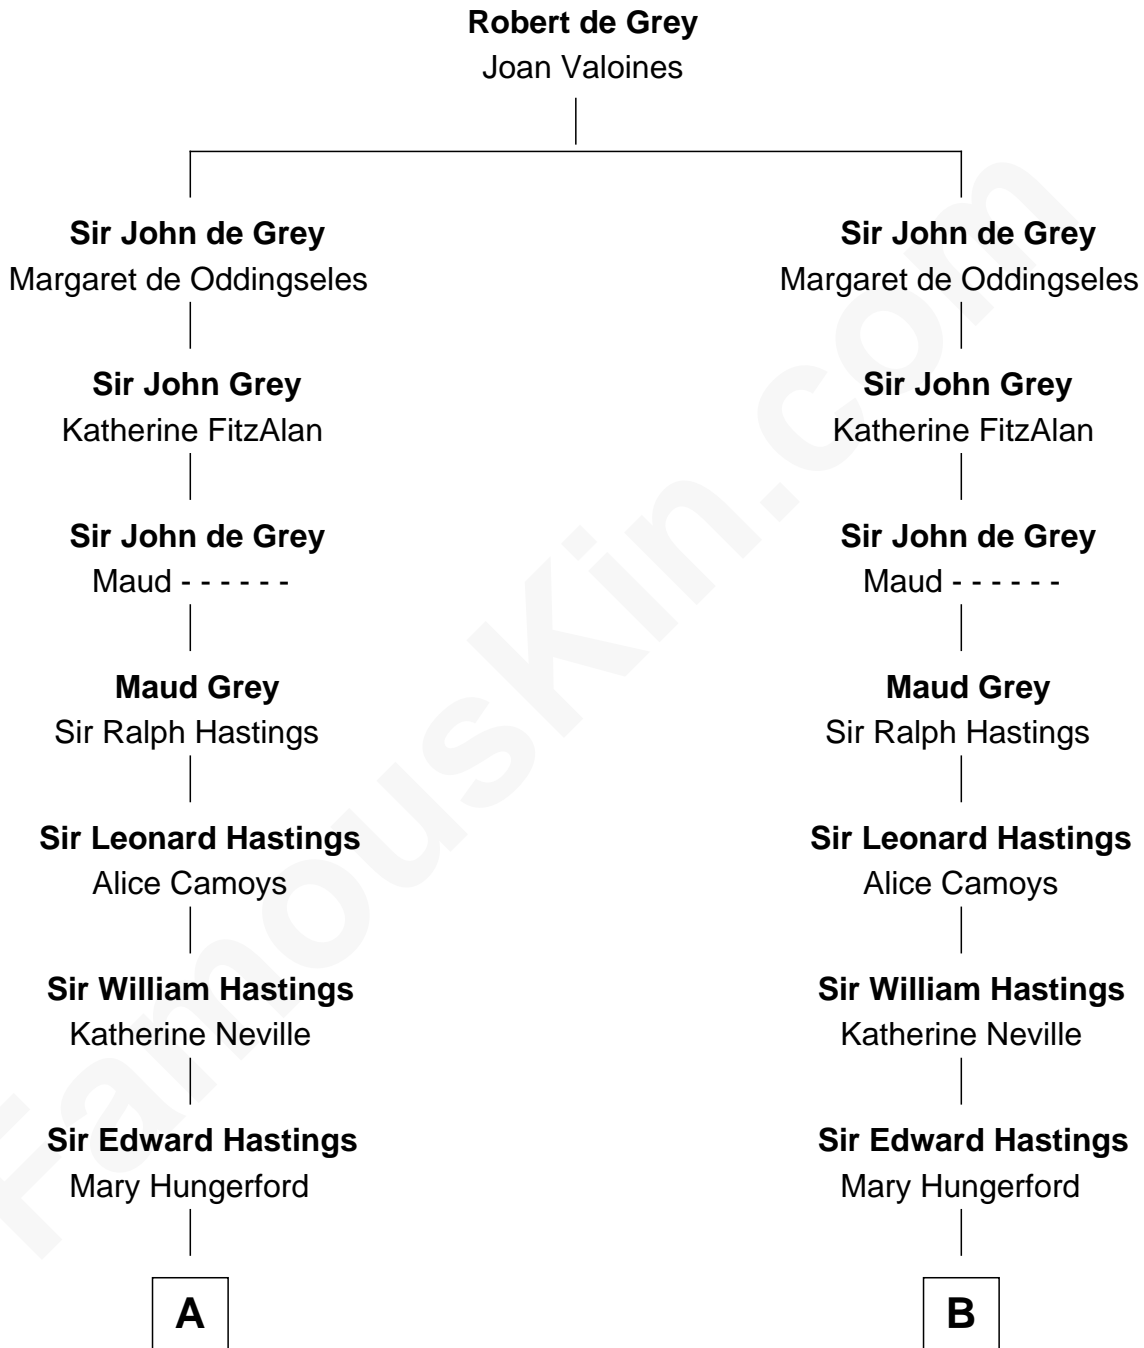 Robert de Grey
Joan Valoines
Sir John de Grey
Margaret de Oddingseles
Sir John Grey
Katherine FitzAlan
Sir John de Grey
Maud - - - - - -
Maud Grey
Sir Ralph Hastings
Sir Leonard Hastings
Alice Camoys
Sir William Hastings
Katherine Neville
Sir Edward Hastings
Mary Hungerford
A
Sir John de Grey
Margaret de Oddingseles
Sir John Grey
Katherine FitzAlan
Sir John de Grey
Maud - - - - - -
Maud Grey
Sir Ralph Hastings
Sir Leonard Hastings
Alice Camoys
Sir William Hastings
Katherine Neville
Sir Edward Hastings
Mary Hungerford
B
FamousKin.com